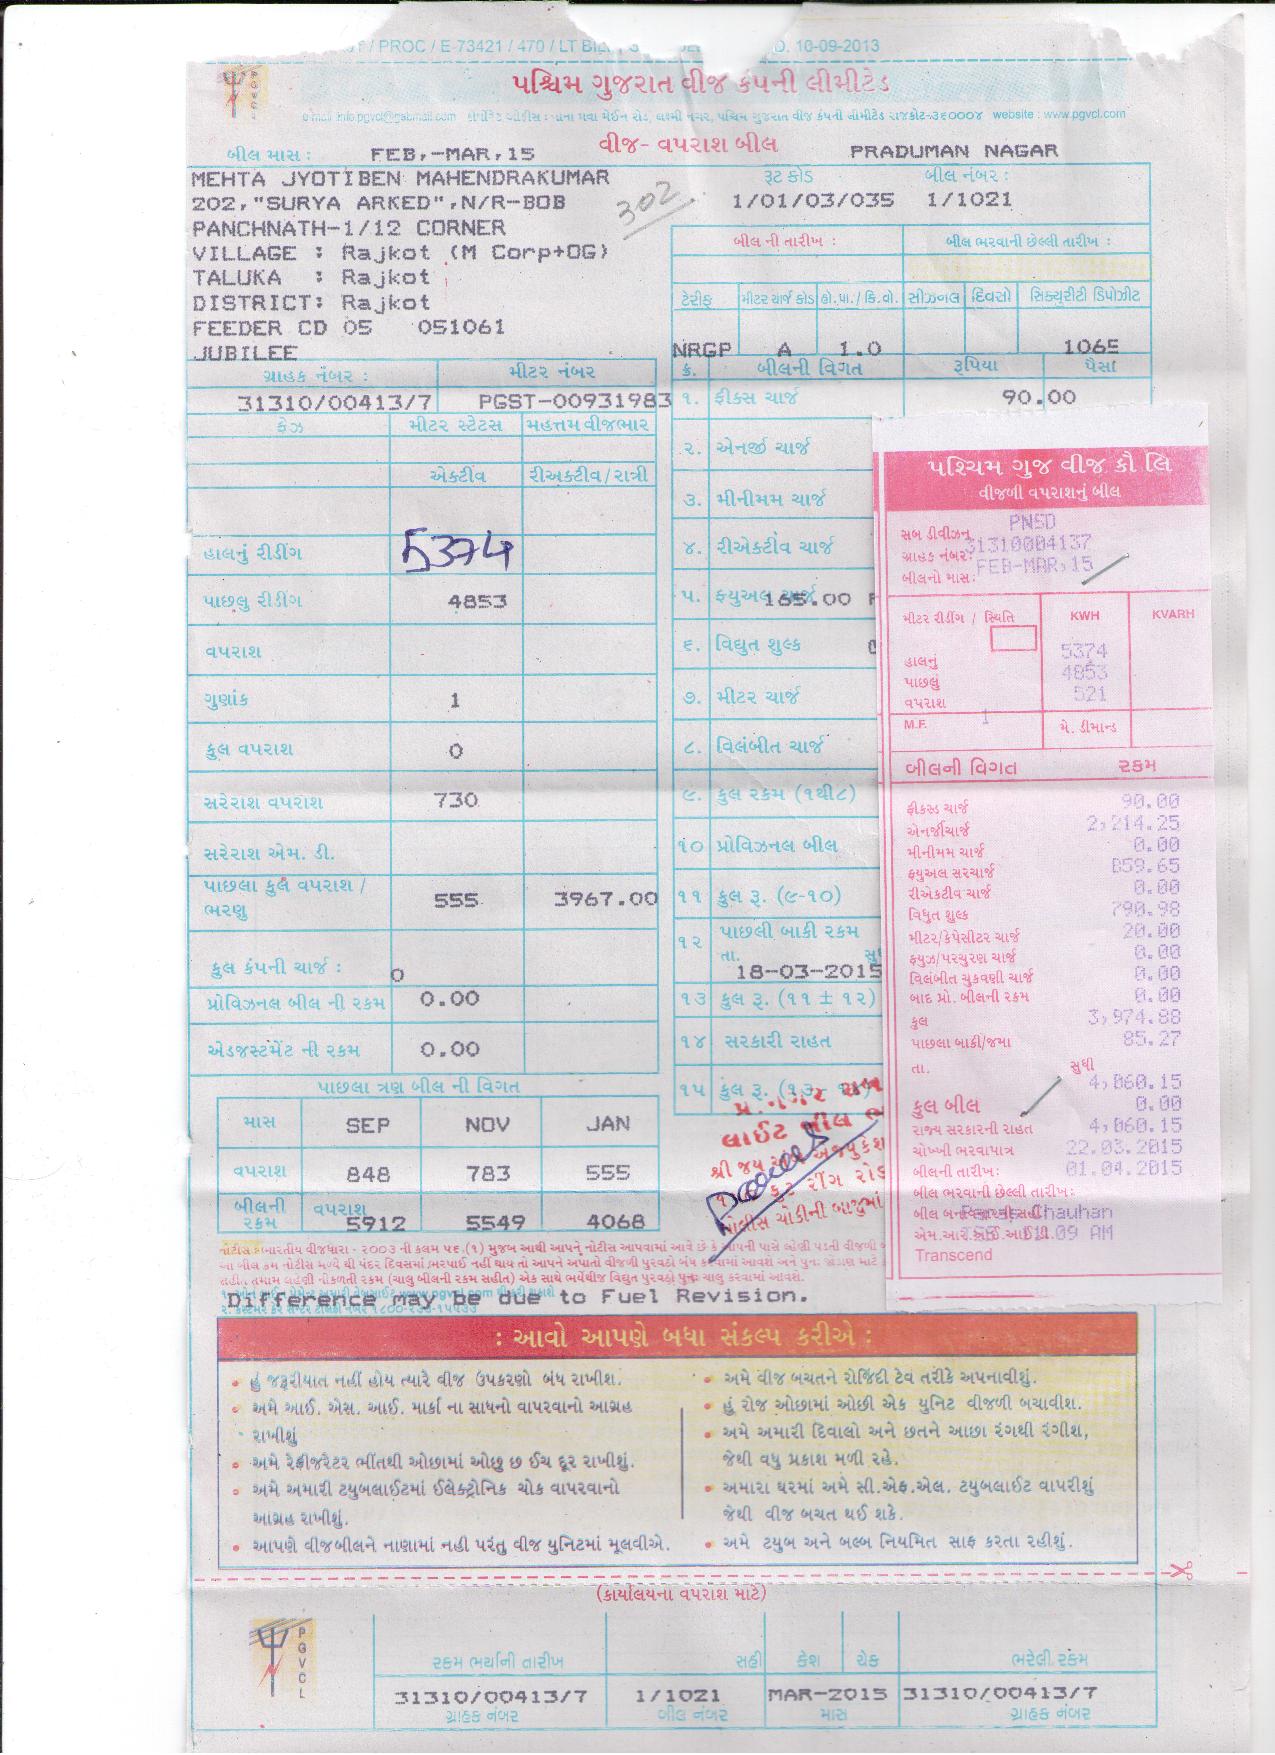 / PROC / E-73421 / 470 / LT 10-09-2013
પશ્ચિમ ગુજરાત વીજ કંપની લીમીટેડ
website : www.pgvcl.com
વીજ- વપરાશ બીલ
બીલ માસ : FEB,-MAR,15 PRADUMAN NAGAR
MEHTA JYOTIBEN MAHENDRAKUMAR
202,"SURYA ARKED",N/R-BOB
PANCHNATH-1/12 CORNER
VILLAGE : Rajkot (M Corp+OG)
TALUKA : Rajkot
DISTRICT: Rajkot
FEEDER CD 05 051061
JUBILEE
302
રૂટ કોડ બીલ નંબર :
1/01/03/035 1/1021
બીલ ની તારીખ : બીલ ભરવાની છેલ્લી તારીખ :
ટેરીફ મીટર ચાર્જ કોડ હો.પા./ કિ.વો. સીઝનલ દિવસો સિક્યુરીટી ડિપોઝીટ
NRGP A 1.0 1065
ગ્રાહક નંબર : મીટર નંબર
31310/00413/7 PGST-00931983
ફેઝ મીટર સ્ટેટસ મહત્તમ વીજભાર
એક્ટીવ રીઅક્ટીવ/રાત્રી
હાલનું રીડીંગ 5374
પાછલુ રીડીંગ 4853
વપરાશ
ગુણાંક 1
કુલ વપરાશ 0
સરેરાશ વપરાશ 730
સરેરાશ એમ. ડી.
પાછલા કુલ વપરાશ / ભરણુ 555 3967.00
કુલ કંપની ચાર્જ : 0
પ્રોવિઝનલ બીલ ની રકમ 0.00
એડજસ્ટમેંટ ની રકમ 0.00
પાછલા ત્રણ બીલ ની વિગત
માસ SEP NOV JAN
વપરાશ 848 783 555
બીલની રકમ વપરાશ 5912 5549 4068
ક્ર. બીલની વિગત રૂપિયા પૈસા
૧. ફીક્સ ચાર્જ 90.00
૨. એનર્જી ચાર્જ
૩. મીનીમમ ચાર્જ
૪. રીએક્ટીવ ચાર્જ
૫. ફ્યુઅલ ચાર્જ 165.00
૬. વિદ્યુત શુલ્ક
૭. મીટર ચાર્જ
૮. વિલંબીત ચાર્જ
૯. કુલ રકમ (૧થી૮)
૧૦ પ્રોવિઝનલ બીલ
૧૧ કુલ રૂ. (૯-૧૦)
૧૨ પાછલી બાકી રકમ
તા. 18-03-2015
૧૩ કુલ રૂ. (૧૧ ± ૧૨)
૧૪ સરકારી રાહત
૧૫ કુલ રૂ.
લાઈટ બીલ
પશ્ચિમ ગુજ વીજ કાૈ લિ
વીજળી વપરાશનું બીલ
સબ ડીવીઝન PNSD
ગ્રાહક નંબર: 31310004137
બીલનો માસ: FEB-MAR,15
મીટર રીડીંગ / સ્થિતિ KWH KVARH
હાલનું 5374
પાછલું 4853
વપરાશ 521
M.F. 1 મે. ડીમાન્ડ
બીલની વિગત રકમ
ફીકસ્ડ ચાર્જ 90.00
એનર્જીચાર્જ 2,214.25
મીનીમમ ચાર્જ 0.00
ફ્યુઅલ સરચાર્જ 859.65
રીએકટીવ ચાર્જ 0.00
વિધુત શુલ્ક 790.98
મીટર/કેપેસીટર ચાર્જ 20.00
ફયુઝ/પરચુરણ ચાર્જ 0.00
વિલંબીત ચુકવણી ચાર્જ 0.00
બાદ પ્રો. બીલની રકમ 0.00
કુલ 3,974.88
પાછલા બાકી/જમા 85.27
તા. સુધી
4,060.15
કુલ બીલ 0.00
રાજ્ય સરકારની રાહત 4,060.15
ચોખ્ખી ભરવાપાત્ર 22.03.2015
બીલની તારીખ: 01.04.2015
બીલ ભરવાની છેલ્લી તારીખ:
Chauhan
Transcend
Difference may be due to Fuel Revision.
: આવો આપણે બધા સંકલ્પ કરીએ :
• હું જરૂરીયાત નહીં હોય ત્યારે વીજ ઉપકરણો બંધ રાખીશ.
• અમે આઈ. એસ. આઈ. માર્કા ના સાધનો વાપરવાનો આગ્રહ
રાખીશું
• અમે રેફ્રીજરેટર ભીંતથી ઓછામાં ઓછુ છ ઈંચ દૂર રાખીશું.
• અમે અમારી ટયુબલાઈટમાં ઈલેક્ટ્રોનિક ચોક વાપરવાનો
આગ્રહ રાખીશું.
• આપણે વીજબીલને નાણામાં નહી પરંતુ વીજ યુનિટમાં મૂલવીએ.
• અમે વીજ બચતને રોજિંદી ટેવ તરીકે અપનાવીશું.
• હું રોજ ઓછામાં ઓછી એક યુનિટ વીજળી બચાવીશ.
• અમે અમારી દિવાલો અને છતને આછા રંગથી રંગીશ,
જેથી વધુ પ્રકાશ મળી રહે.
• અમારા ઘરમાં અમે સી.એફ.એલ. ટયુબલાઈટ વાપરીશું
જેથી વીજ બચત થઈ શકે.
• અમે ટયુબ અને બલ્બ નિયમિત સાફ કરતા રહીશું.
(કાર્યાલયના વપરાશ માટે)
PGVCL
રકમ ભર્યાની તારીખ સહી કેશ ચેક ભરેલી રકમ
31310/00413/7 1/1021 MAR-2015 31310/00413/7
ગ્રાહક નંબર બીલ નંબર માસ ગ્રાહક નંબર